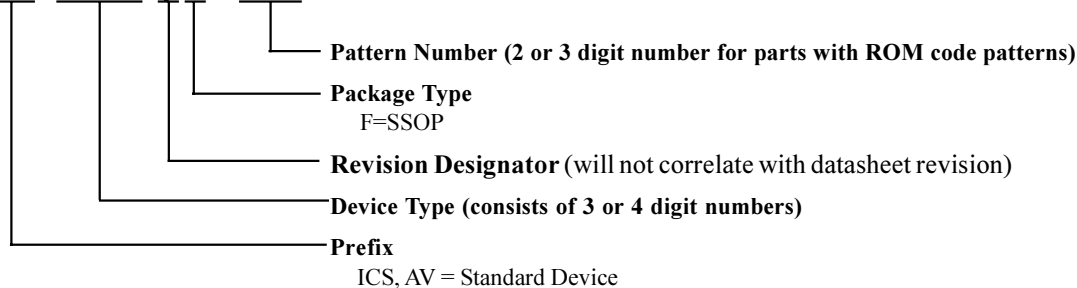 Pattern Number (2 or 3 digit number for parts with ROM code patterns)
Package Type
F=SSOP
Revision Designator (will not correlate with datasheet revision)
Device Type (consists of 3 or 4 digit numbers)
Prefix
ICS, AV = Standard Device